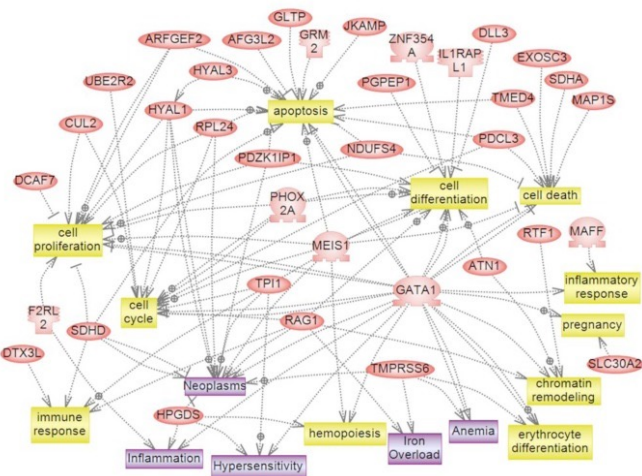 GLTP
ARFGEF2
AFG3L2
GRM
2
JKAMP
ZNF354
A
DLL3
IL1RAP
L1
EXOSC3
UBE2R2
HYAL3
SDHA
PGPEP1
TMED4
MAP1S
HYAL1
apoptosis
CUL2
RPL24
PDCL3
PDZK1IP1
NDUFS4
DCAF7
cell
differentiation
cell death
PHOX
2A
cell
proliferation
RTF1
MAFF
MEIS1
ATN1
inflammatory
response
TPI1
GATA1
F2RL
2
cell
cycle
RAG1
pregnancy
SDHD
DTX3L
SLC30A2
TMPRSS6
Neoplasms
chromatin
remodeling
HPGDS
immune
response
hemopoiesis
Anemia
Iron
Overload
erythrocyte
differentiation
Inflammation
Hypersensitivity